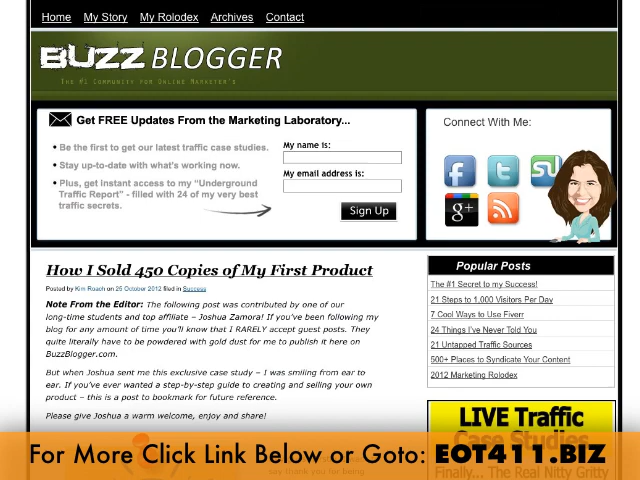 Home My Story My Rolodex Archives Contact
BUZZ BLOGGER
The #1 Community for Online Marketer's
Get FREE Updates From the Marketing Laboratory...
• Be the first to get our latest traffic case studies.
• Stay up-to-date with what's working now.
• Plus, get instant access to my "Underground
Traffic Report" - filled with 24 of my very best
traffic secrets.
My name is:
My email address is:
Sign Up
Connect With Me:
How I Sold 450 Copies of My First Product
Posted by Kim Roach on 25 October 2012 filed in Success
Note From the Editor: The following post was contributed by one of our
long-time students and top affiliate – Joshua Zamora! If you've been following my
blog for any amount of time you'll know that I RARELY accept guest posts. They
quite literally have to be powdered with gold dust for me to publish it here on
BuzzBlogger.com.
But when Joshua sent me this exclusive case study – I was smiling from ear to
ear. If you've ever wanted a step-by-step guide to creating and selling your own
product – this is a post to bookmark for future reference.
Please give Joshua a warm welcome, enjoy and share!
Popular Posts
The #1 Secret to my Success!
21 Steps to 1,000 Visitors Per Day
7 Cool Ways to Use Fiverr
24 Things I've Never Told You
21 Untapped Traffic Sources
500+ Places to Syndicate Your Content
2012 Marketing Rolodex
LIVE Traffic
Case Studies
Finally... The Real Nitty Gritty
say thank you for being
For More Click Link Below or Goto: EOT411.BIZ